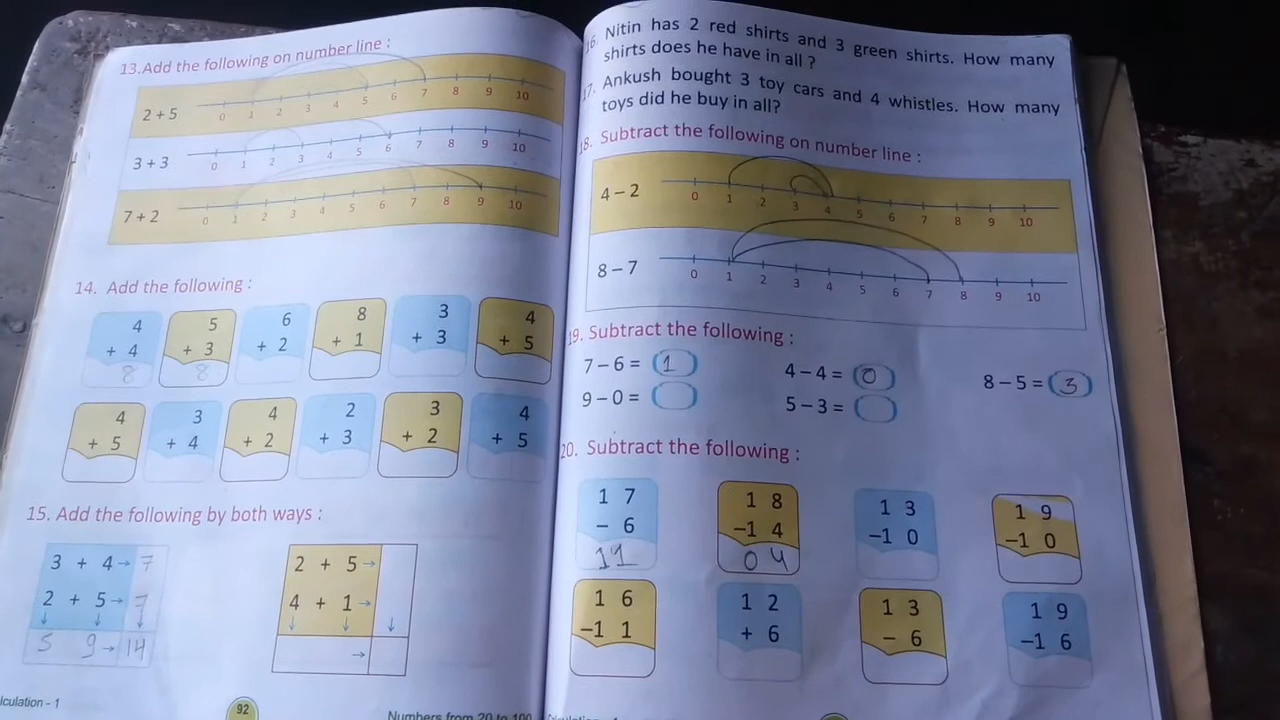 13.Add the following on number line :
2 + 5
0 1 2 3 4 5 6 7 8 9 10
3 + 3
0 1 2 3 4 5 6 7 8 9 10
7 + 2
0 1 2 3 4 5 6 7 8 9 10
14. Add the following :
4 5 6 8 3 4
+ 4 + 3 + 2 + 1 + 3 + 5
8 8
4 3 4 2 3 4
+ 5 + 4 + 2 + 3 + 2 + 5
15. Add the following by both ways :
3 + 4→ 7
2 + 5→ 7
↓ ↓ ↓
5 9→14
2 + 5→
4 + 1→
↓ ↓ ↓
→
lculation - 1
92
Numbers from 20 to 100
16. Nitin has 2 red shirts and 3 green shirts. How many
shirts does he have in all ?
17. Ankush bought 3 toy cars and 4 whistles. How many
toys did he buy in all?
18. Subtract the following on number line :
4 – 2
0 1 2 3 4 5 6 7 8 9 10
8 – 7
0 1 2 3 4 5 6 7 8 9 10
19. Subtract the following :
7 – 6 = (1) 4 – 4 = (0) 8 – 5 = (3)
9 – 0 = ( ) 5 – 3 = ( )
20. Subtract the following :
1 7 1 8 1 3 1 9
– 6 –1 4 –1 0 –1 0
11 04
1 6 1 2 1 3 1 9
–1 1 + 6 – 6 –1 6